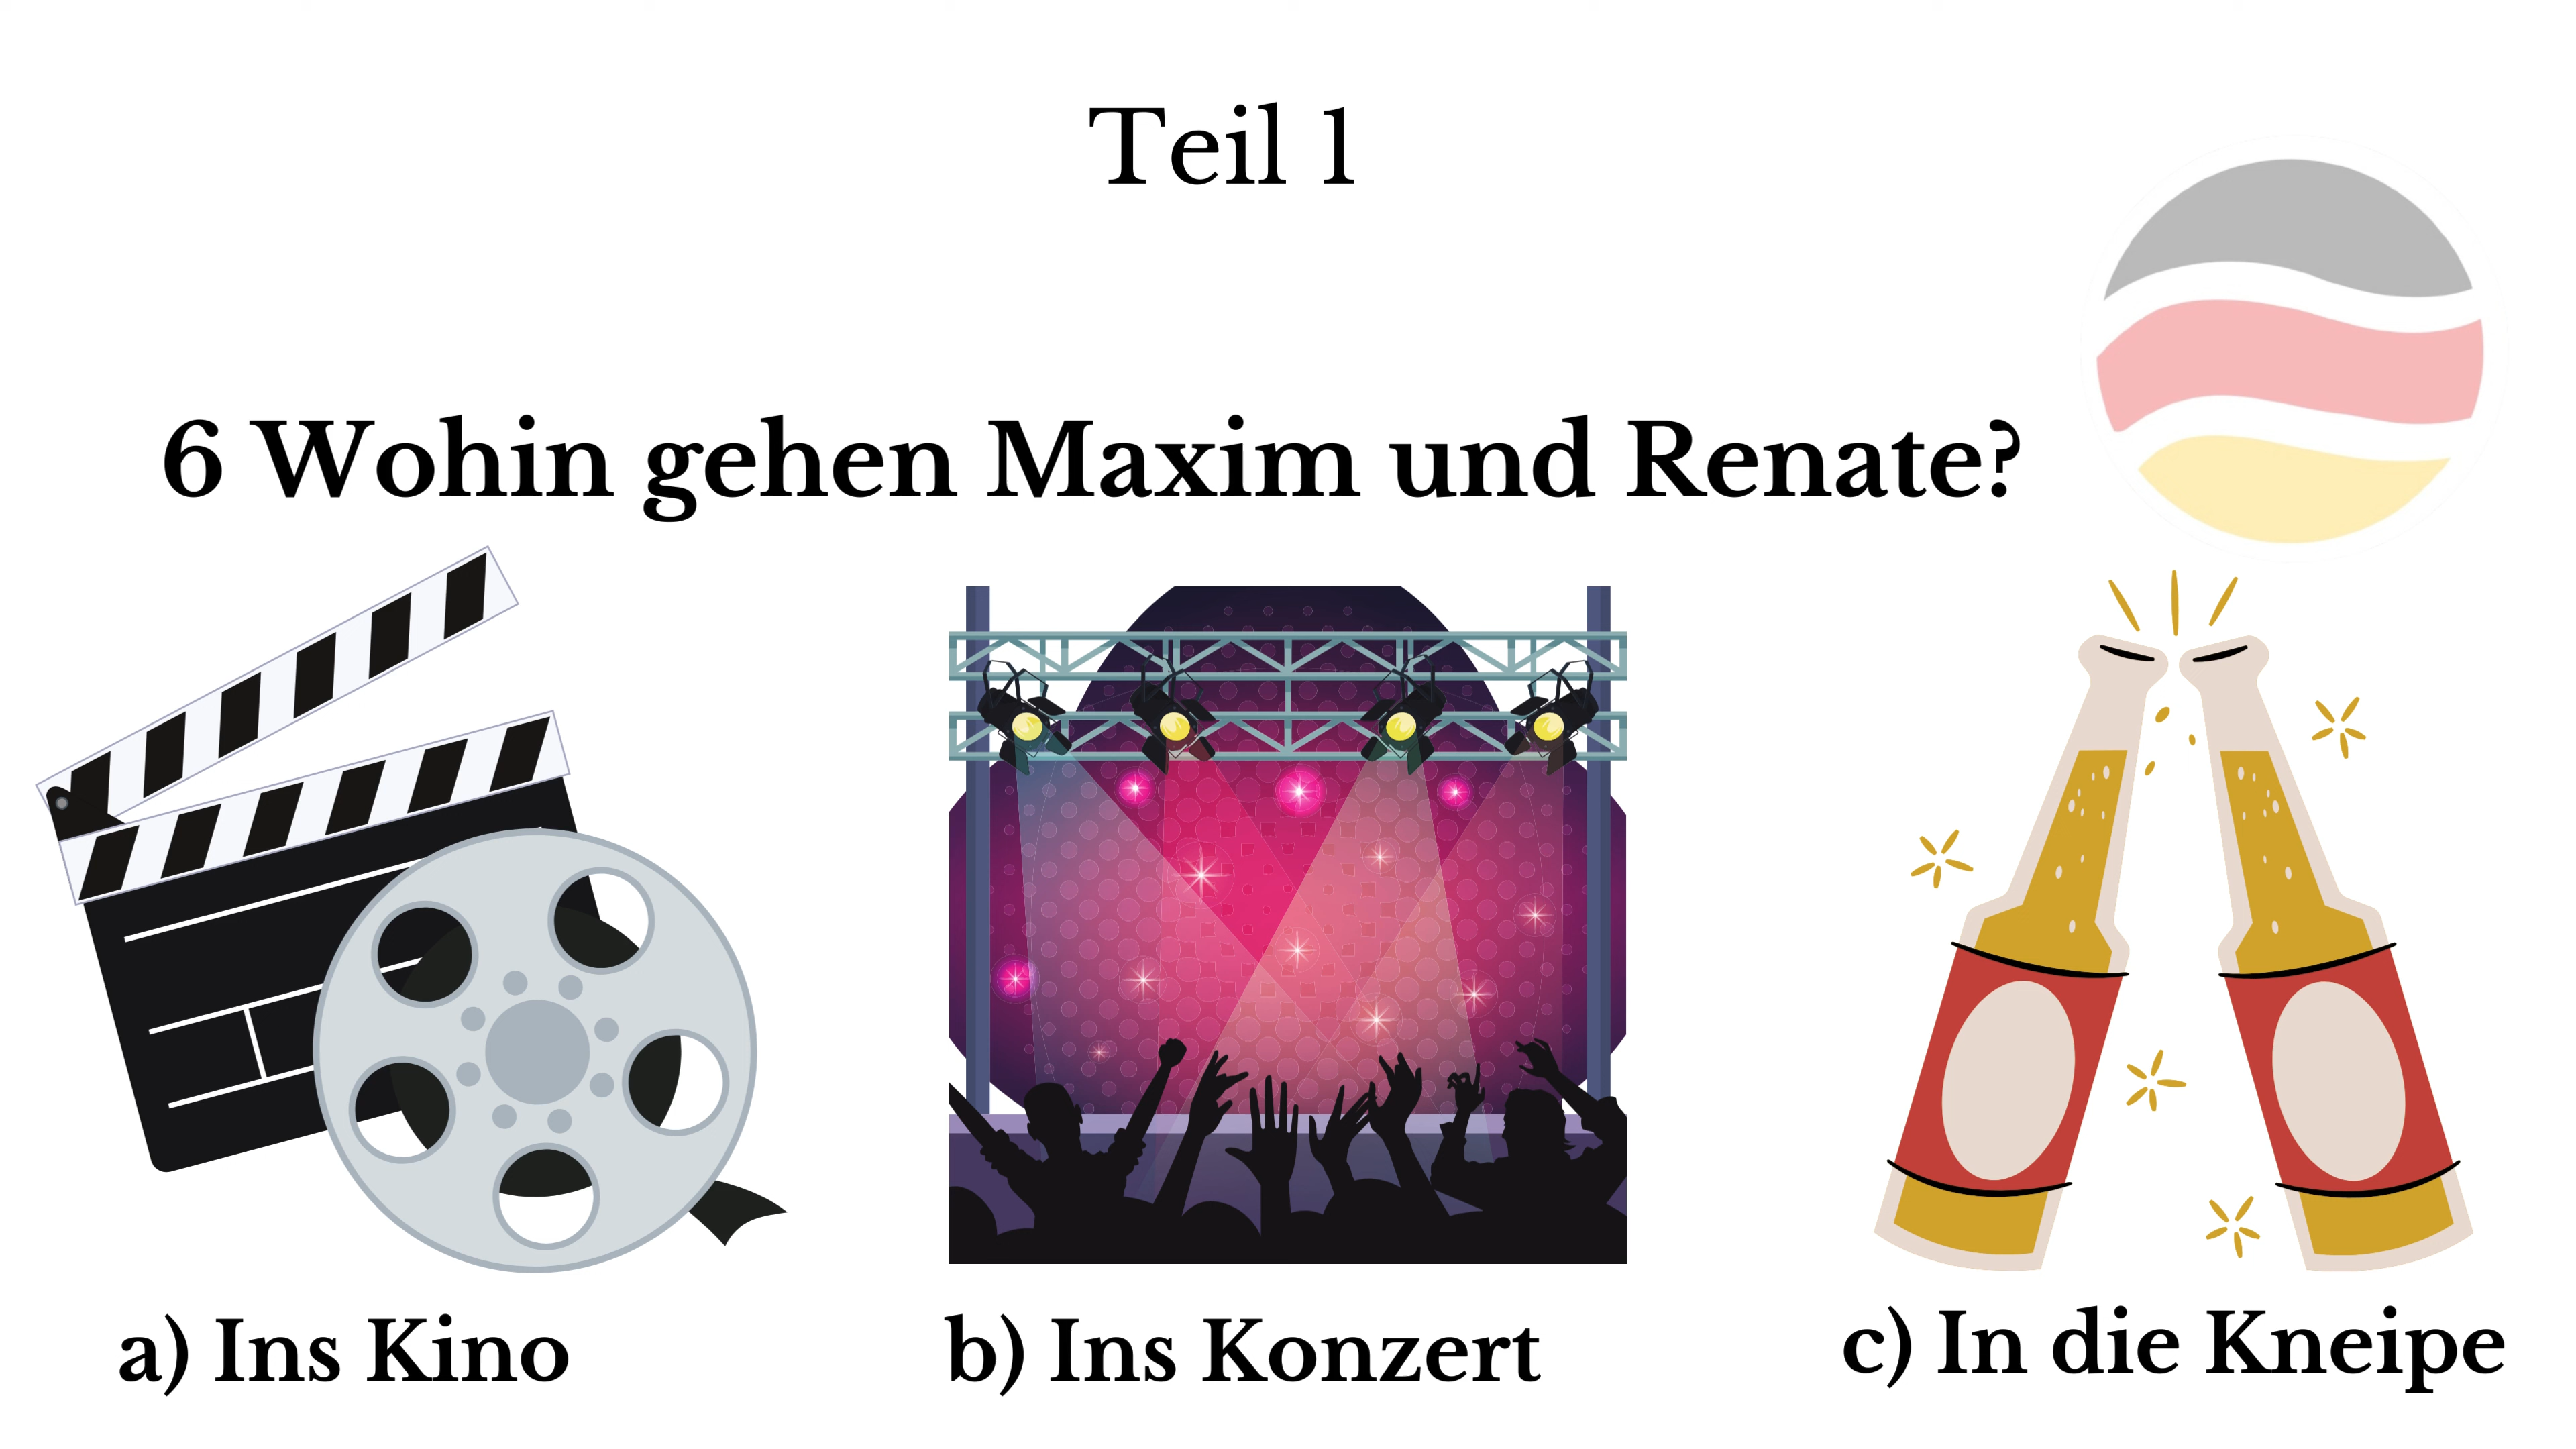 Teil 1
6 Wohin gehen Maxim und Renate?
a) Ins Kino
b) Ins Konzert
c) In die Kneipe